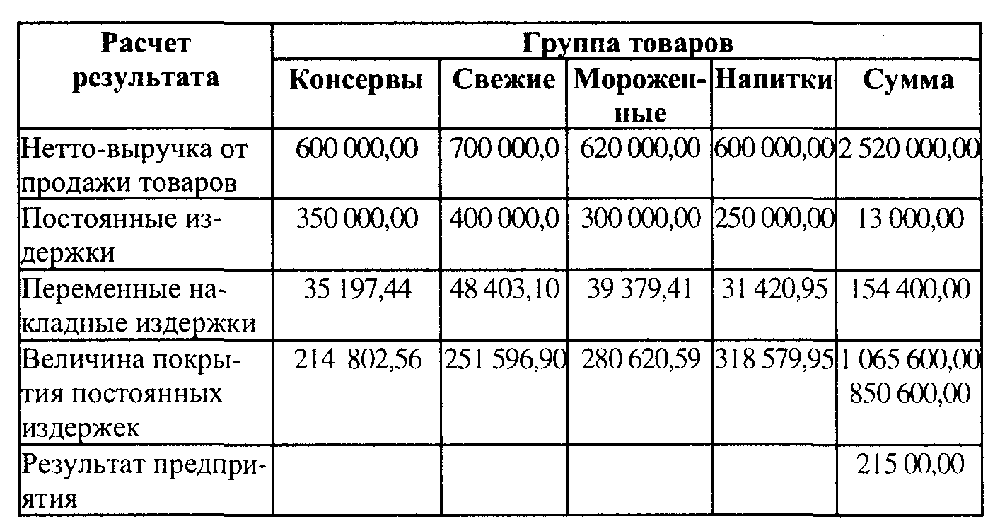 Расчет результата | Группа товаров
Консервы | Свежие | Морожен-ные | Напитки | Сумма
Нетто-выручка от продажи товаров | 600 000,00 | 700 000,0 | 620 000,00 | 600 000,00 | 2 520 000,00
Постоянные из-держки | 350 000,00 | 400 000,0 | 300 000,00 | 250 000,00 | 13 000,00
Переменные на-кладные издержки | 35 197,44 | 48 403,10 | 39 379,41 | 31 420,95 | 154 400,00
Величина покры-тия постоянных издержек | 214 802,56 | 251 596,90 | 280 620,59 | 318 579,95 | 1 065 600,00 850 600,00
Результат предпри-ятия | 215 00,00